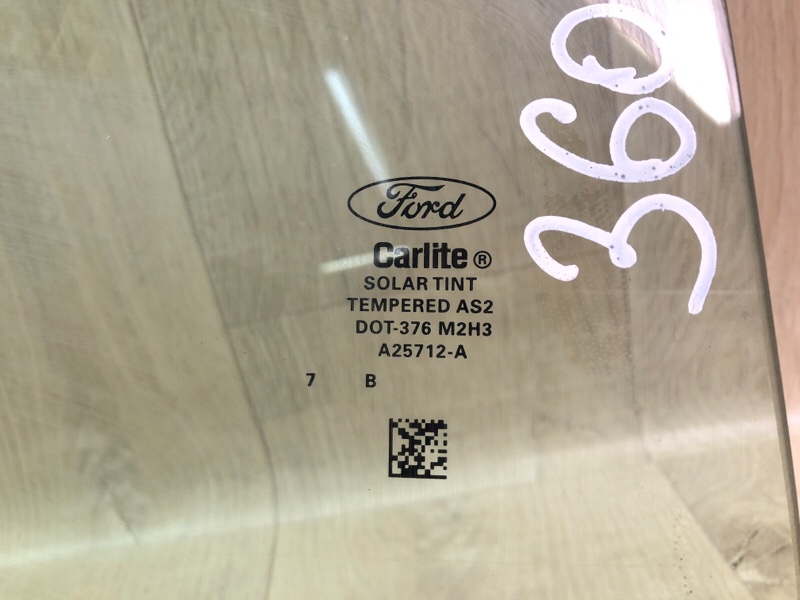 Ford
Carlite®
SOLAR TINT
TEMPERED AS2
DOT-376 M2H3
A25712-A
7 B
360